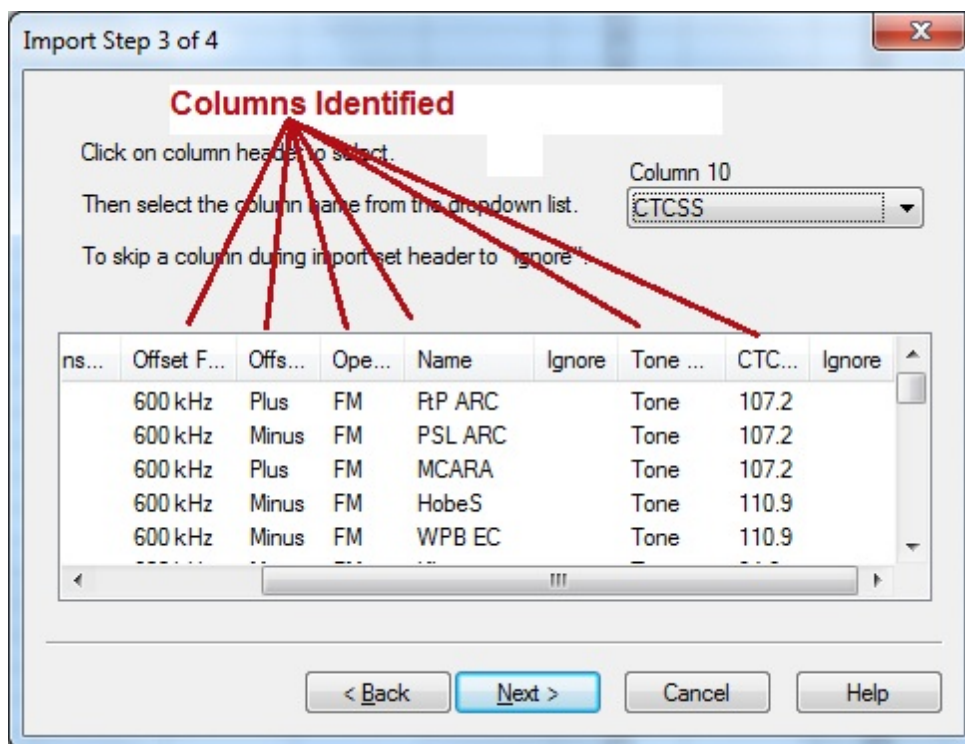 Import Step 3 of 4
Columns Identified
Click on column header to select.
Column 10
Then select the column name from the dropdown list.
CTCSS
To skip a column during import set header to "Ignore".
ns... Offset F... Offs... Ope... Name Ignore Tone ... CTC... Ignore
600 kHz Plus FM FtP ARC Tone 107.2
600 kHz Minus FM PSL ARC Tone 107.2
600 kHz Plus FM MCARA Tone 107.2
600 kHz Minus FM HobeS Tone 110.9
600 kHz Minus FM WPB EC Tone 110.9
< Back Next > Cancel Help